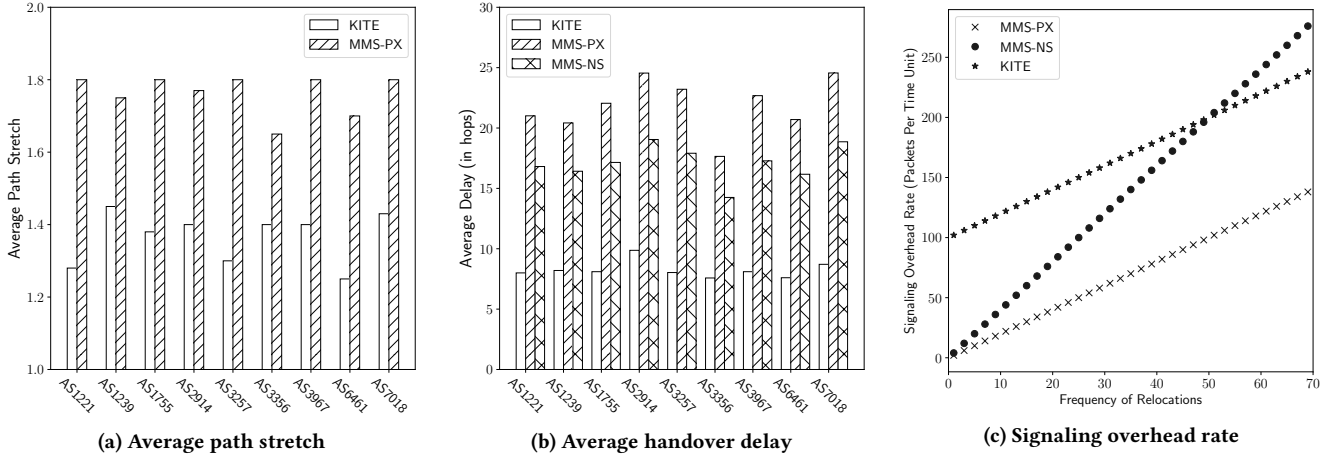 2.0
1.8
1.6
1.4
1.2
1.0
Average Path Stretch
KITE
MMS-PX
AS1221
AS1239
AS1755
AS2914
AS3257
AS3356
AS3967
AS6461
AS7018
(a) Average path stretch
30
25
20
15
10
5
0
Average Delay (in hops)
KITE
MMS-PX
MMS-NS
AS1221
AS1239
AS1755
AS2914
AS3257
AS3356
AS3967
AS6461
AS7018
(b) Average handover delay
250
200
150
100
50
0
Signaling Overhead Rate (Packets Per Time Unit)
MMS-PX
MMS-NS
KITE
0 10 20 30 40 50 60 70
Frequency of Relocations
(c) Signaling overhead rate